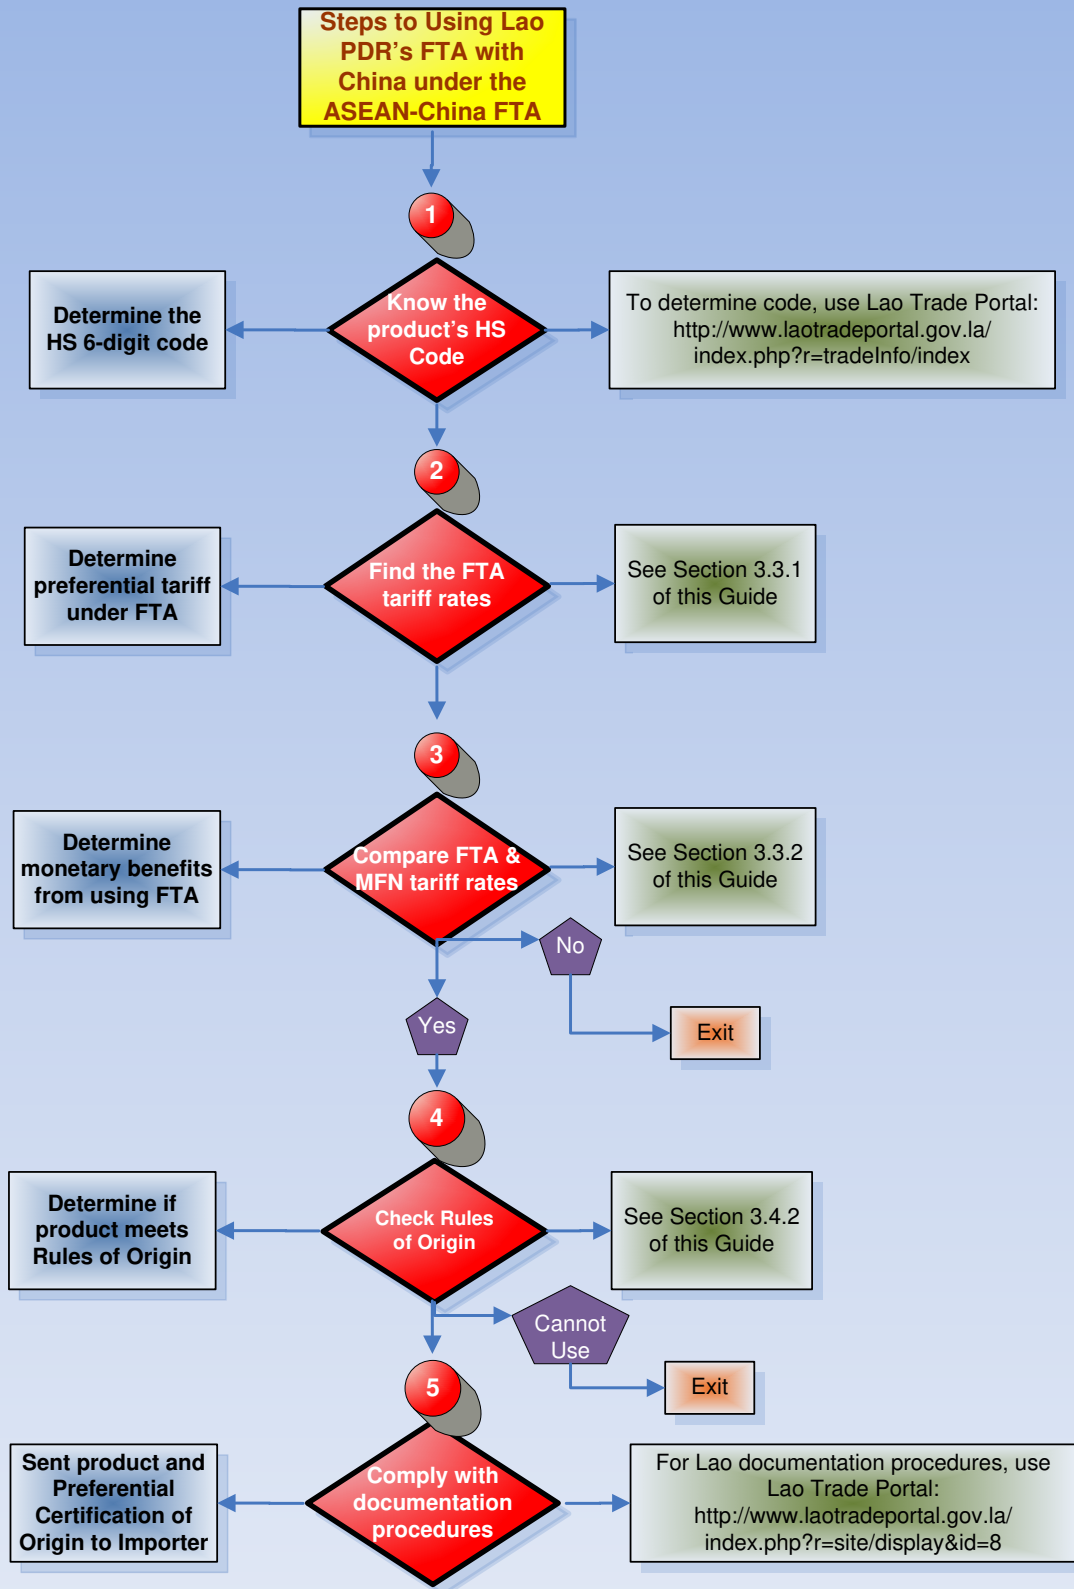 Steps to Using Lao
PDR's FTA with
China under the
ASEAN-China FTA
1
Determine the
HS 6-digit code
Know the
product's HS
Code
To determine code, use Lao Trade Portal:
http://www.laotradeportal.gov.la/
index.php?r=tradeInfo/index
2
Determine
preferential tariff
under FTA
Find the FTA
tariff rates
See Section 3.3.1
of this Guide
3
Determine
monetary benefits
from using FTA
Compare FTA &
MFN tariff rates
See Section 3.3.2
of this Guide
No
Yes
Exit
4
Determine if
product meets
Rules of Origin
Check Rules
of Origin
See Section 3.4.2
of this Guide
Cannot
Use
Exit
5
Sent product and
Preferential
Certification of
Origin to Importer
Comply with
documentation
procedures
For Lao documentation procedures, use
Lao Trade Portal:
http://www.laotradeportal.gov.la/
index.php?r=site/display&id=8